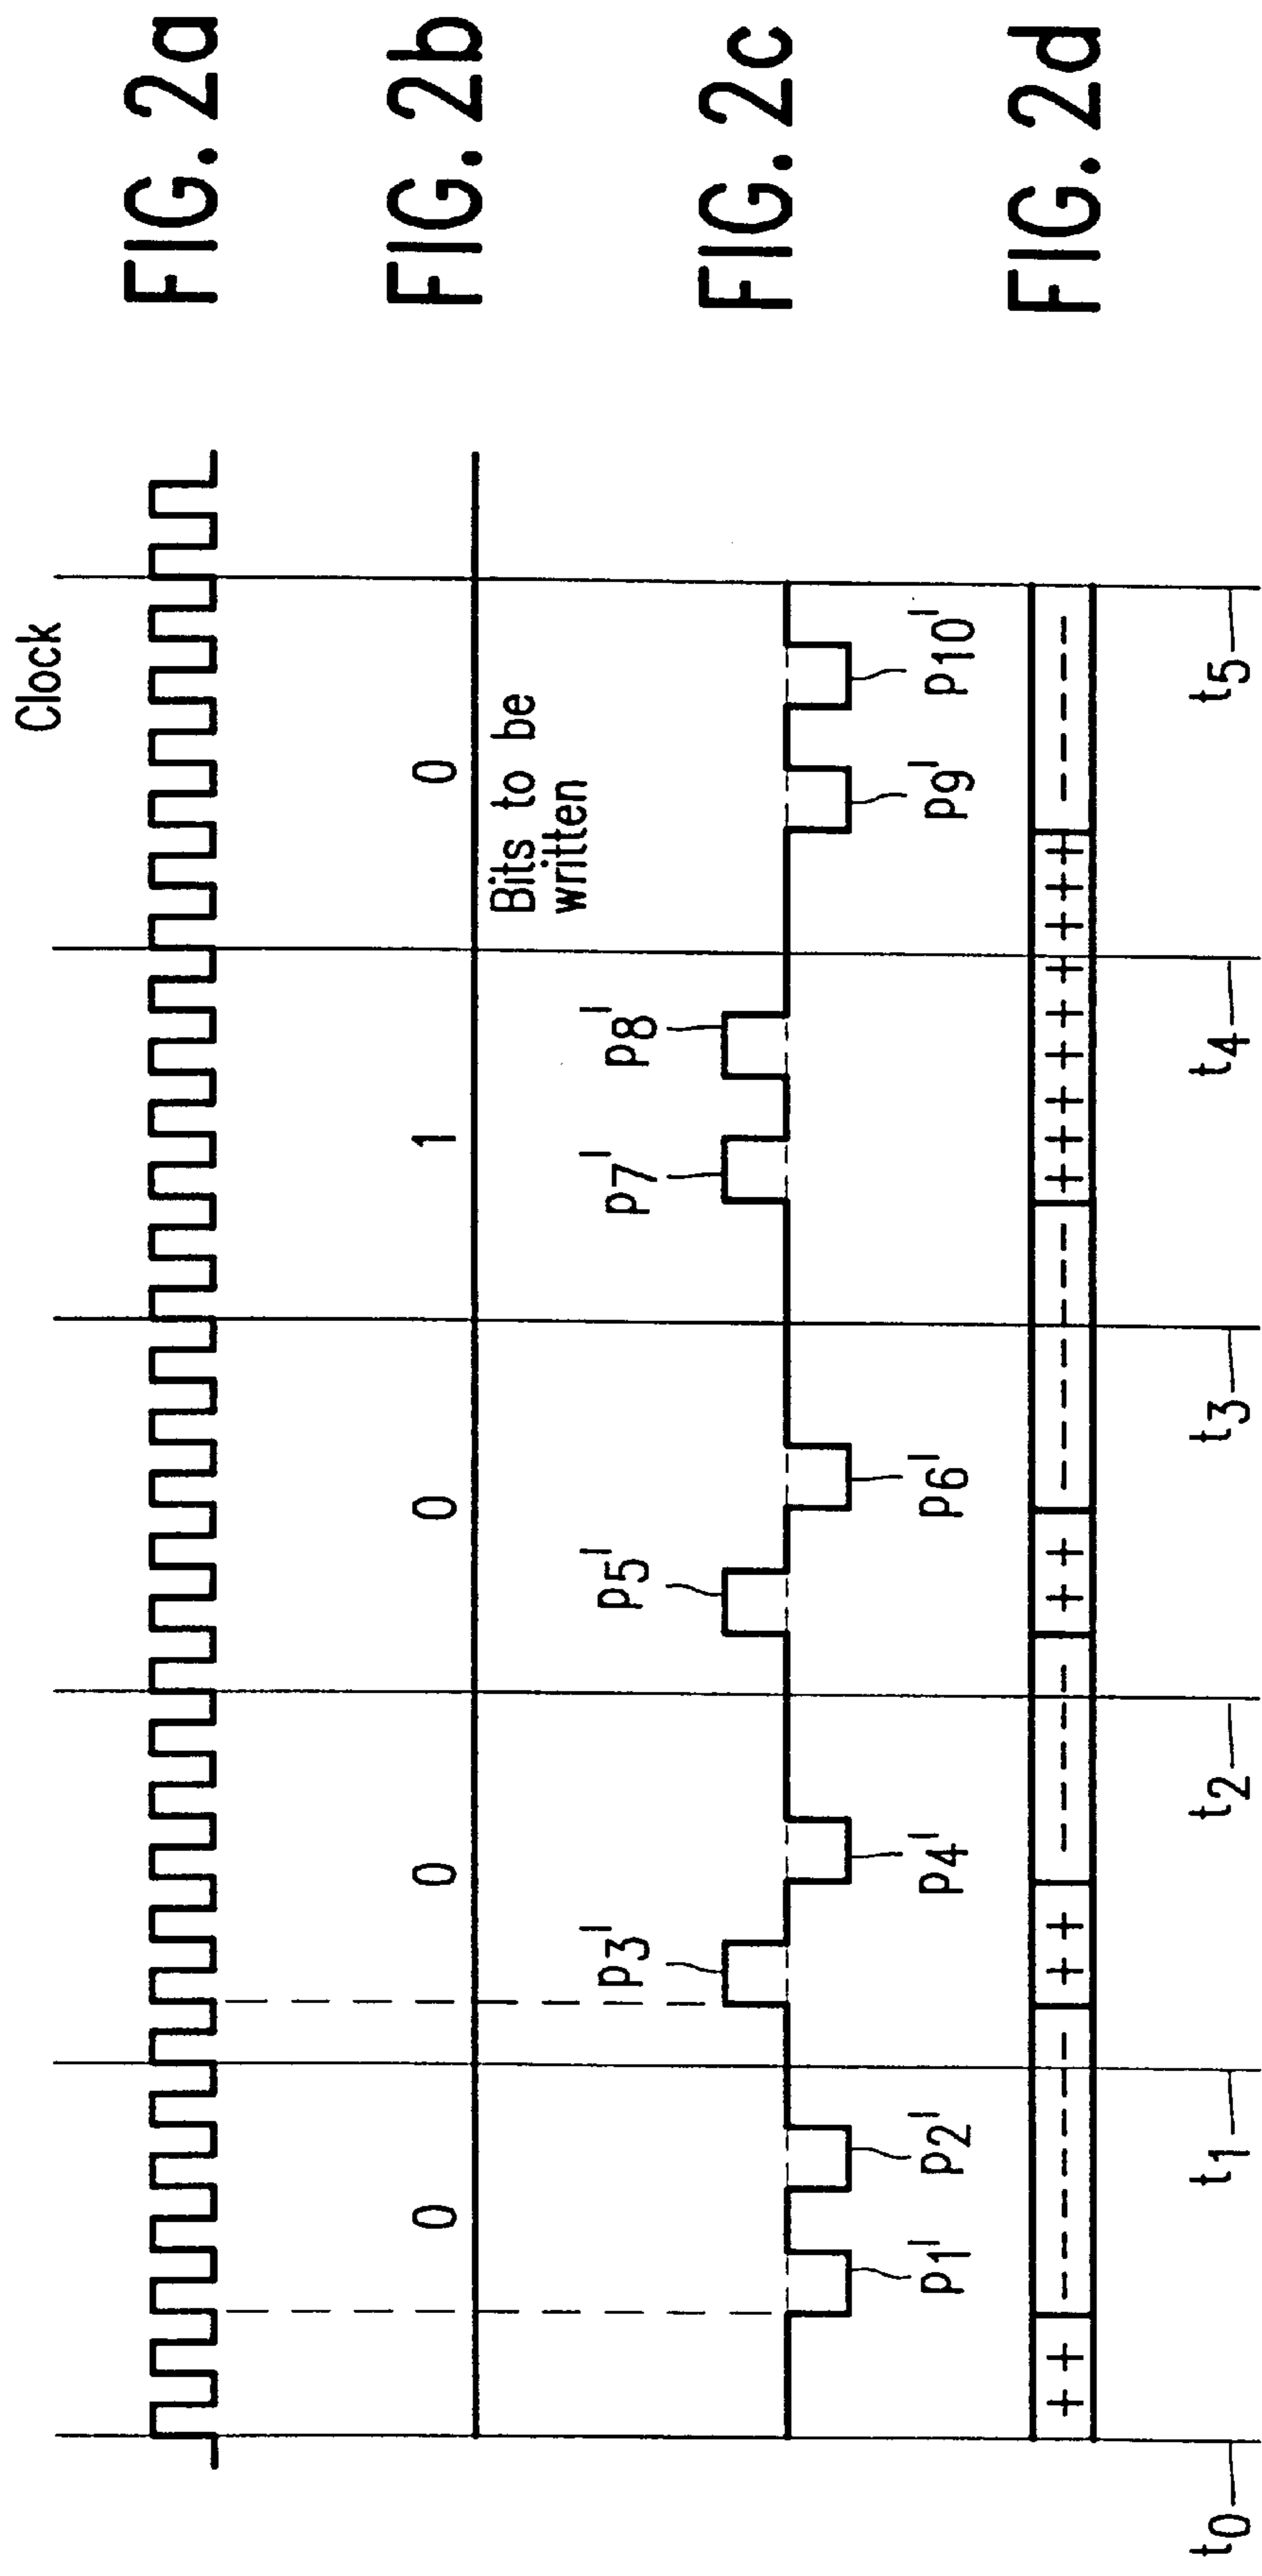 Clock
FIG. 2a
0 0 0 1 0
Bits to be
written
FIG. 2b
p3' p5' p7' p8'
p1' p2' p4' p6' p9' p10'
FIG. 2c
+ + ------- + + ----- + + ------- + + + + + + + + + -----
FIG. 2d
t0 t1 t2 t3 t4 t5